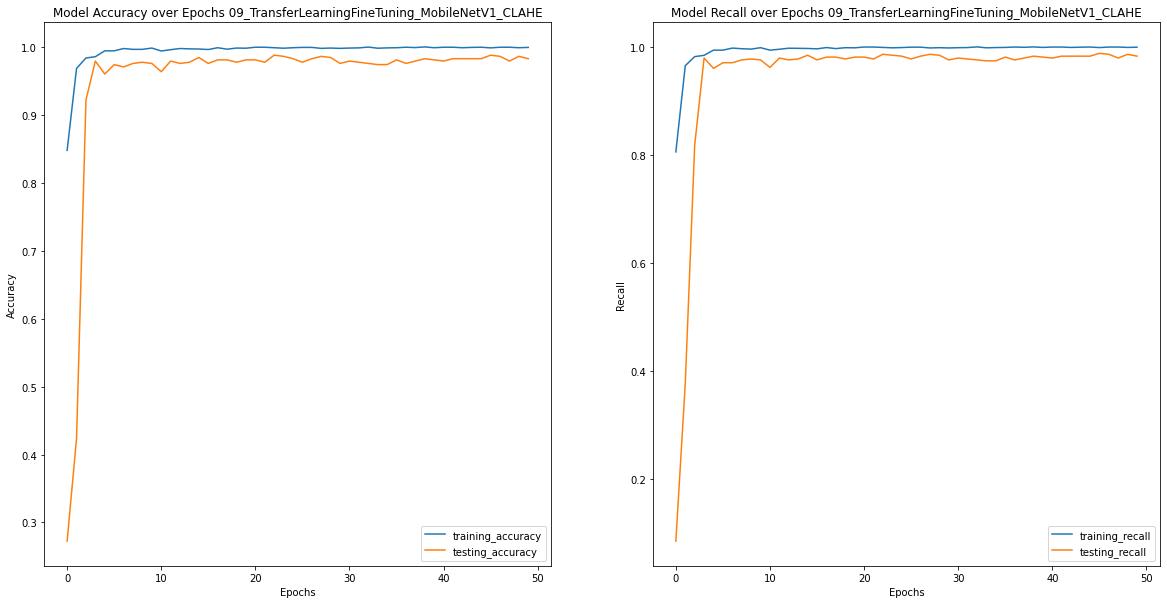 Model Accuracy over Epochs 09_TransferLearningFineTuning_MobileNetV1_CLAHE
1.0
0.9
0.8
0.7
0.6
0.5
0.4
0.3
Accuracy
0 10 20 30 40 50
Epochs
training_accuracy
testing_accuracy
Model Recall over Epochs 09_TransferLearningFineTuning_MobileNetV1_CLAHE
1.0
0.8
0.6
0.4
0.2
Recall
0 10 20 30 40 50
Epochs
training_recall
testing_recall